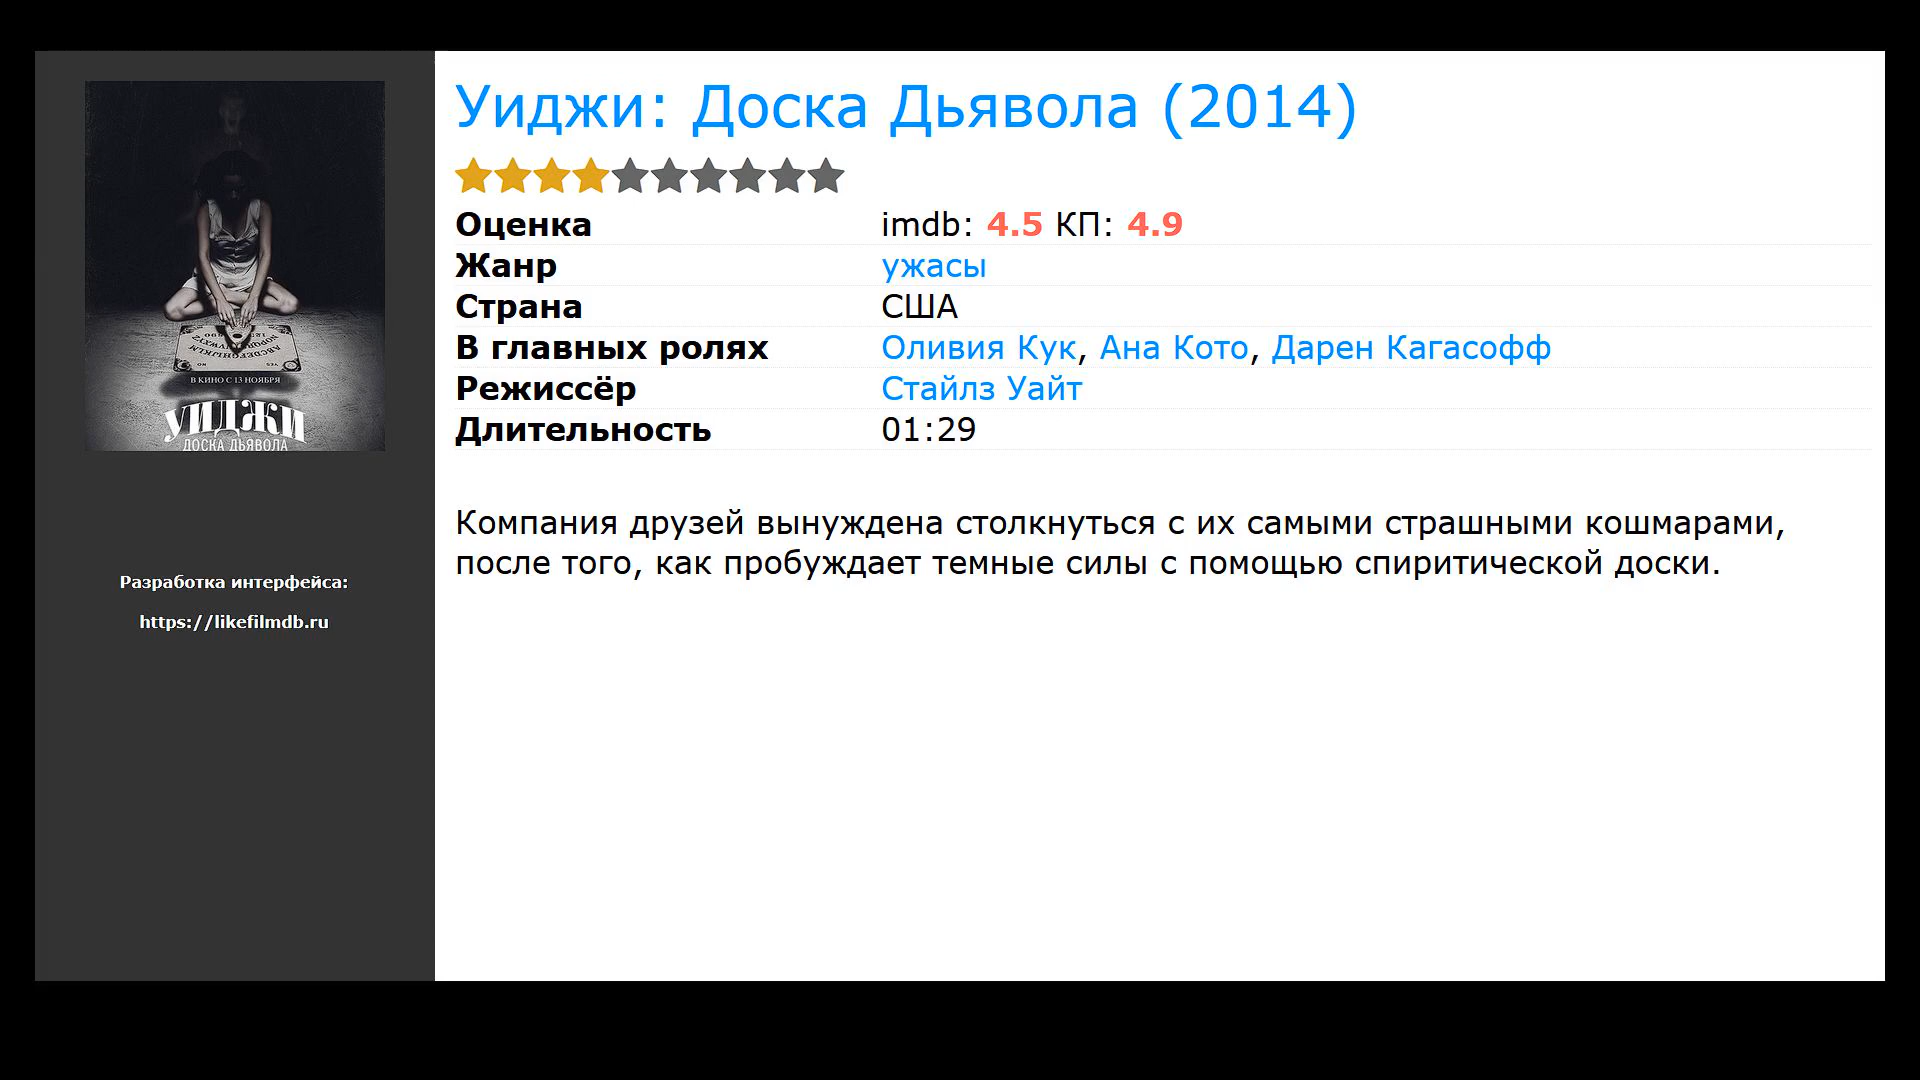 Уиджи: Доска Дьявола (2014)
Оценка imdb: 4.5 КП: 4.9
Жанр ужасы
Страна США
В главных ролях Оливия Кук, Ана Кото, Дарен Кагасофф
Режиссёр Стайлз Уайт
Длительность 01:29
Компания друзей вынуждена столкнуться с их самыми страшными кошмарами,
после того, как пробуждает темные силы с помощью спиритической доски.
В КИНО С 13 НОЯБРЯ
УИДЖИ
ДОСКА ДЬЯВОЛА
Разработка интерфейса:
https://likefilmdb.ru